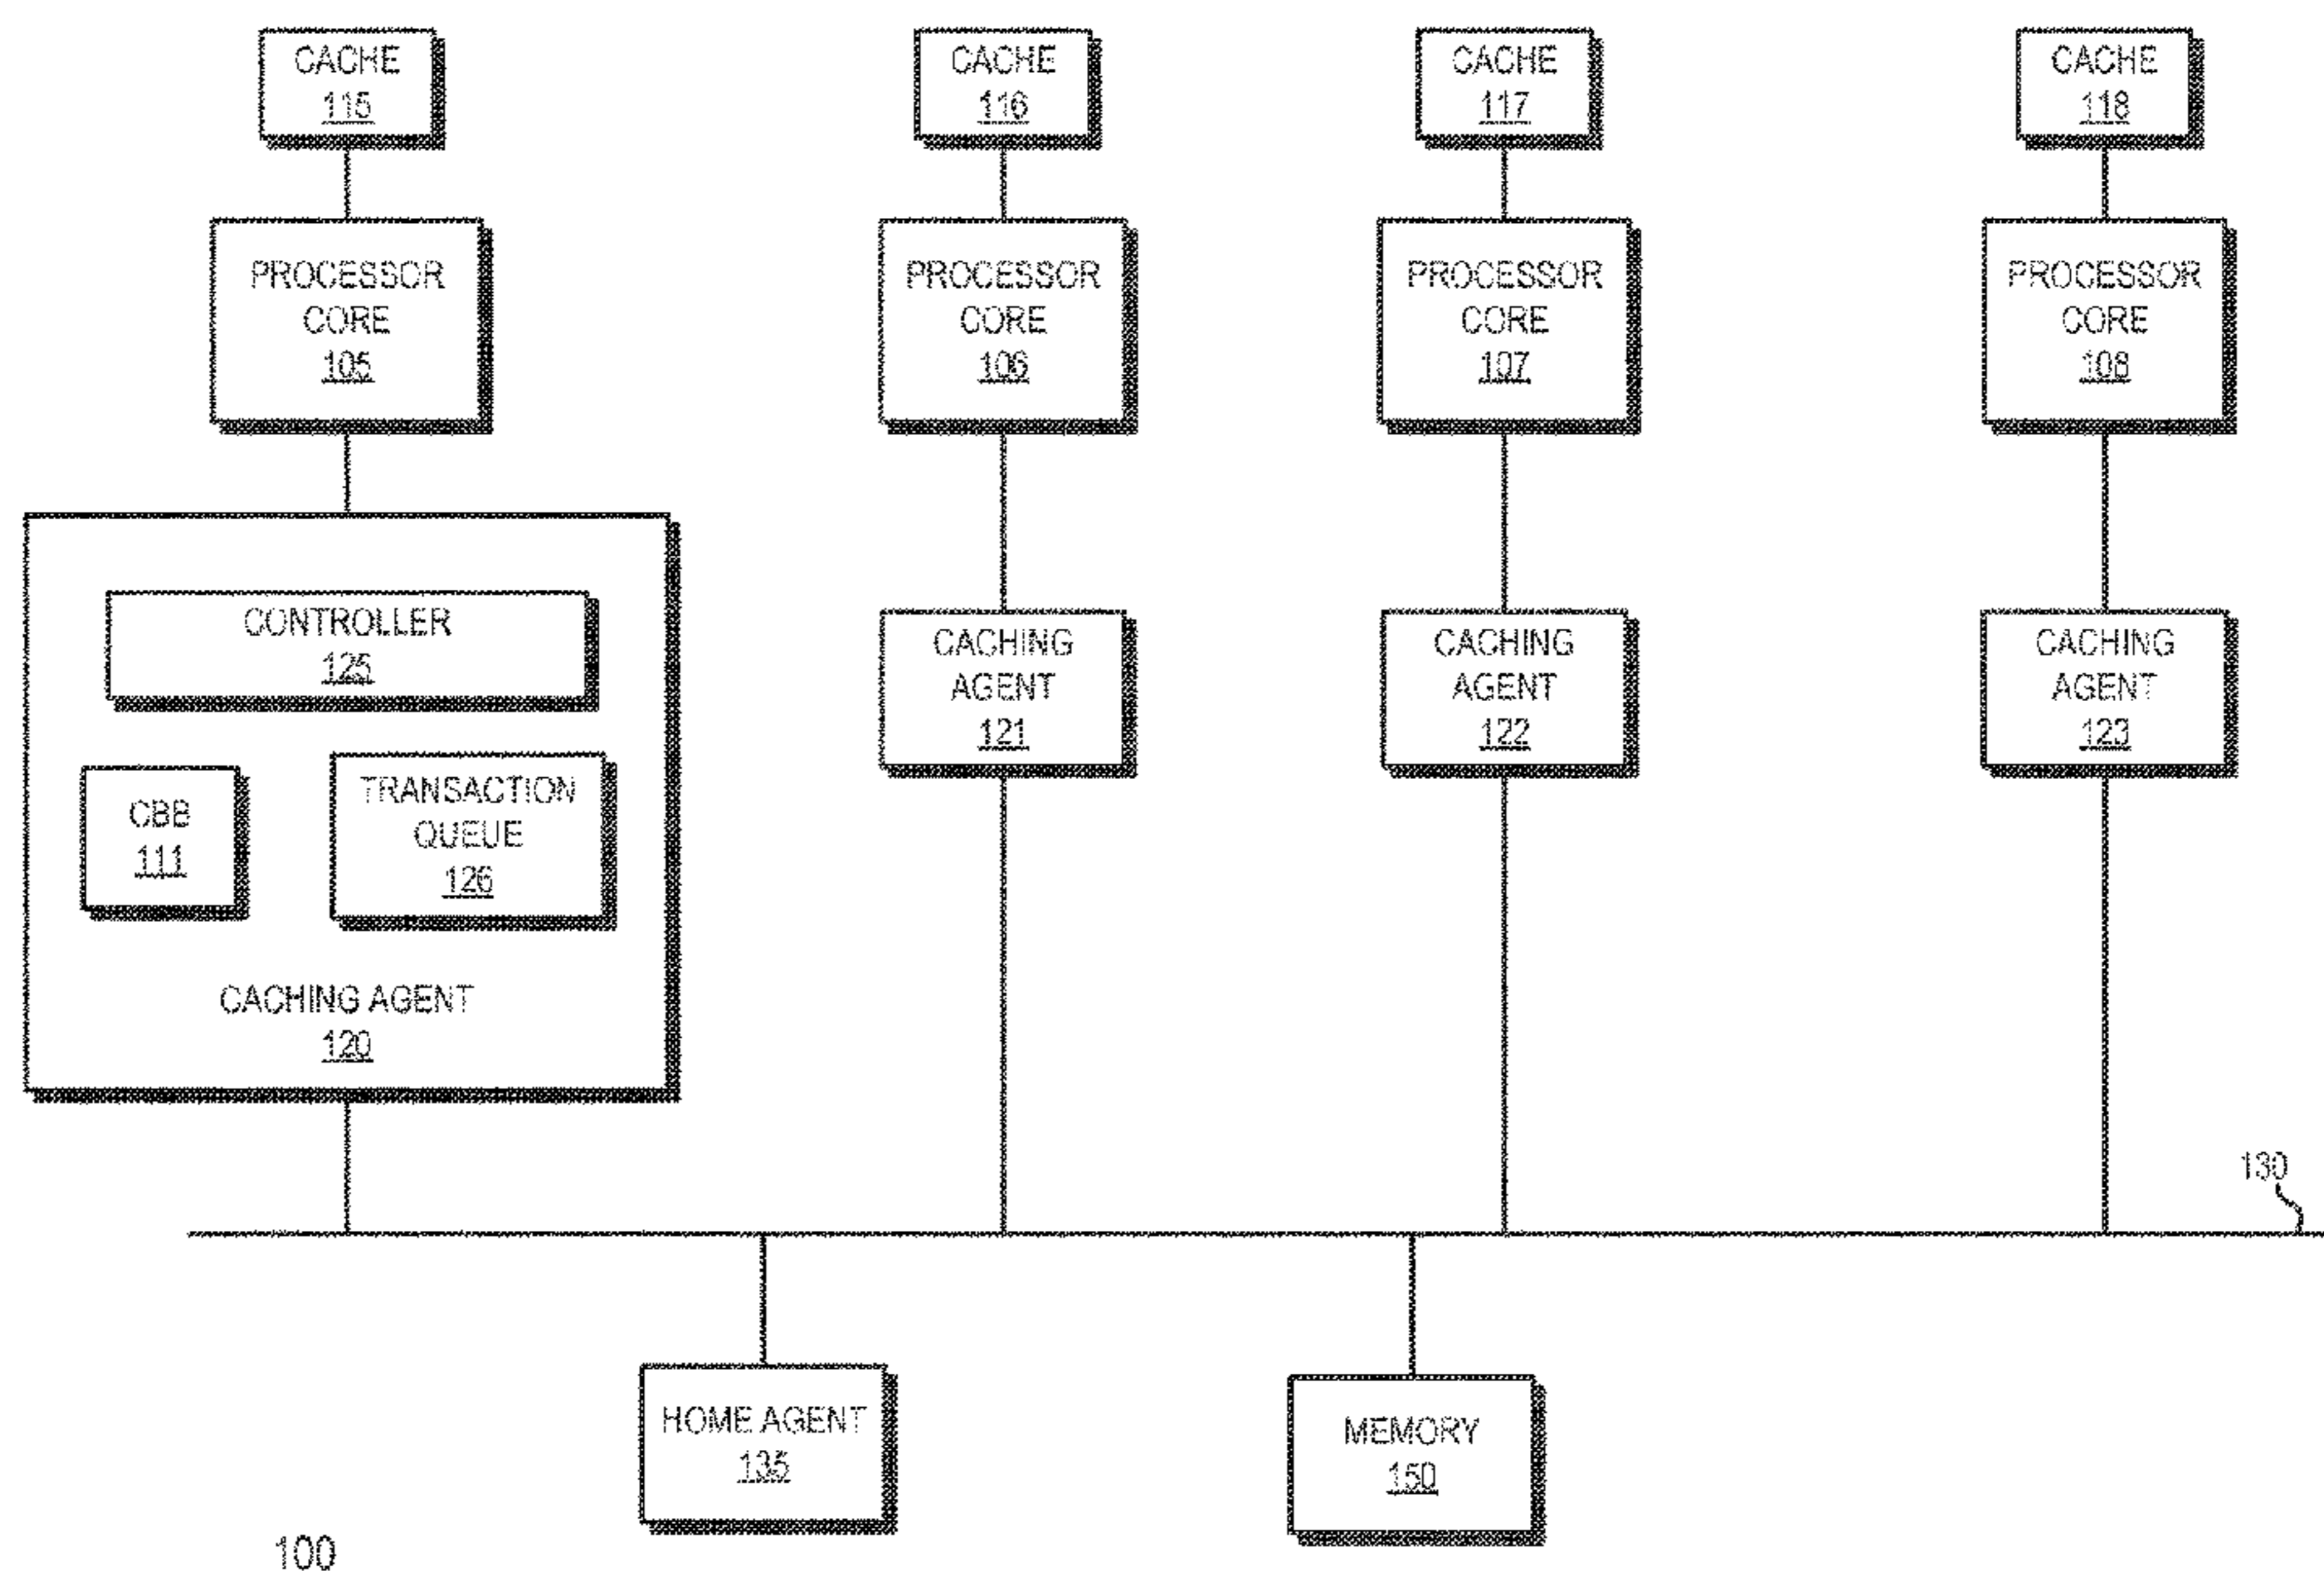 CACHE
115
CACHE
116
CACHE
117
CACHE
118
PROCESSOR
CORE
105
PROCESSOR
CORE
106
PROCESSOR
CORE
107
PROCESSOR
CORE
108
CONTROLLER
125
CBB
111
TRANSACTION
QUEUE
126
CACHING AGENT
120
CACHING
AGENT
121
CACHING
AGENT
122
CACHING
AGENT
123
130
HOME AGENT
135
MEMORY
150
100